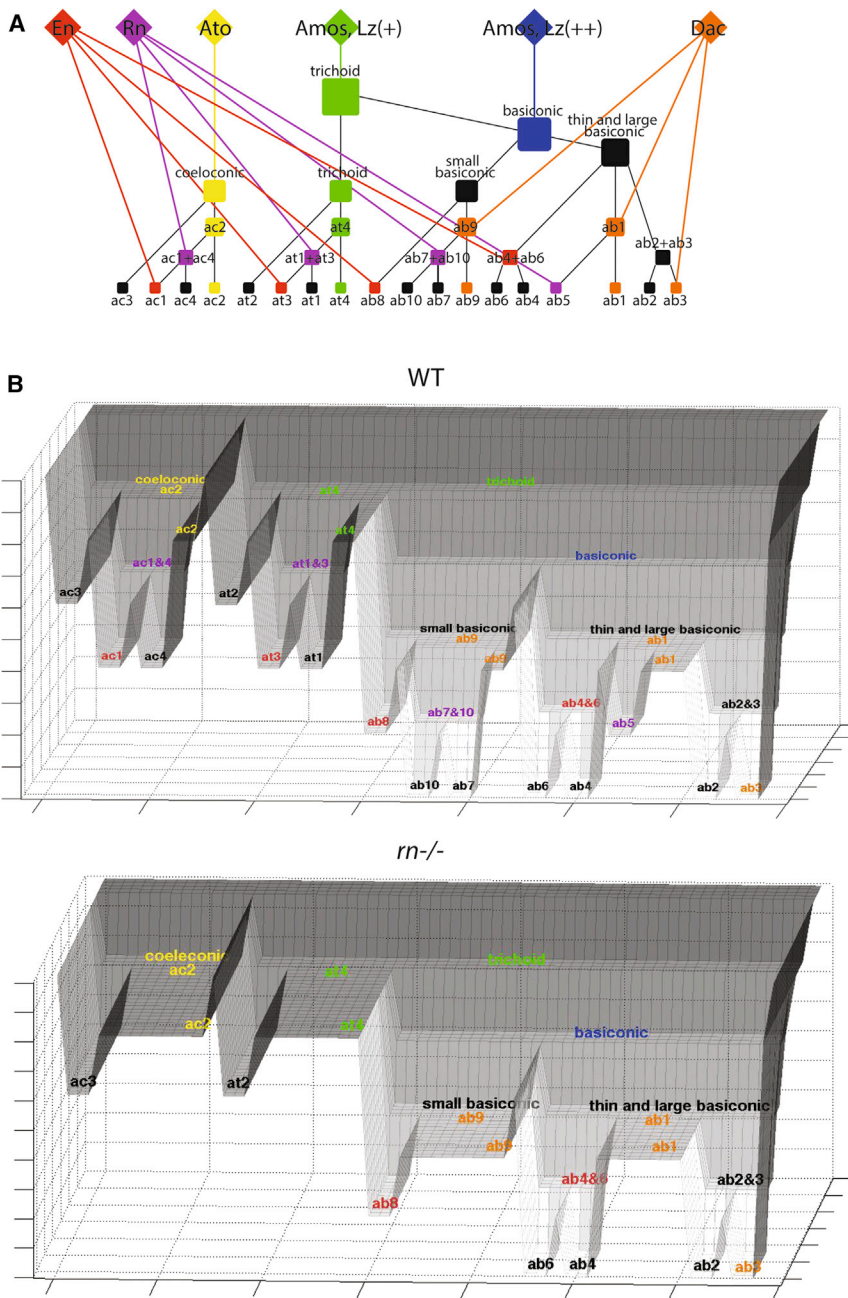 A
En Rn Ato Amos, Lz(+) Amos, Lz(++) Dac
trichoid
basiconic
thin and large
basiconic
coeloconic
trichoid
small
basiconic
ac2 at4 ab9 ab1
ac1+ac4 at1+at3 ab7+ab10 ab4+ab6 ab2+ab3
ac3 ac1 ac4 ac2 at2 at3 at1 at4 ab8 ab10 ab7 ab9 ab6 ab4 ab5 ab1 ab2 ab3
B
WT
coeloconic
ac2
at4
trichoid
ac2
at4
ac1&4
at1&3
basiconic
ac3
at2
small basiconic
thin and large basiconic
ab9
ab1
ac1
ac4
at3
at1
ab9
ab1
ab8
ab7&10
ab4&6
ab5
ab2&3
ab10
ab7
ab6
ab4
ab2
ab3
rn-/-
coeleconic
ac2
at4
trichoid
ac2
at4
basiconic
ac3
at2
small basiconic
thin and large basiconic
ab9
ab1
ab9
ab1
ab8
ab4&6
ab2&3
ab6
ab4
ab2
ab3